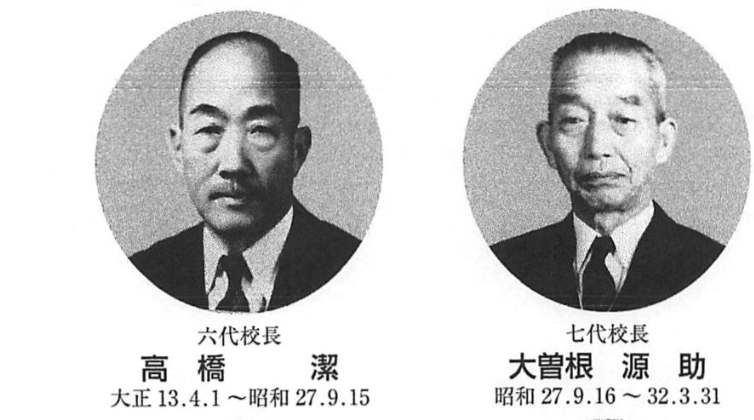 六代校長
高橋 潔
大正 13.4.1 ～昭和 27.9.15
七代校長
大曽根 源 助
昭和 27.9.16 ～ 32.3.31